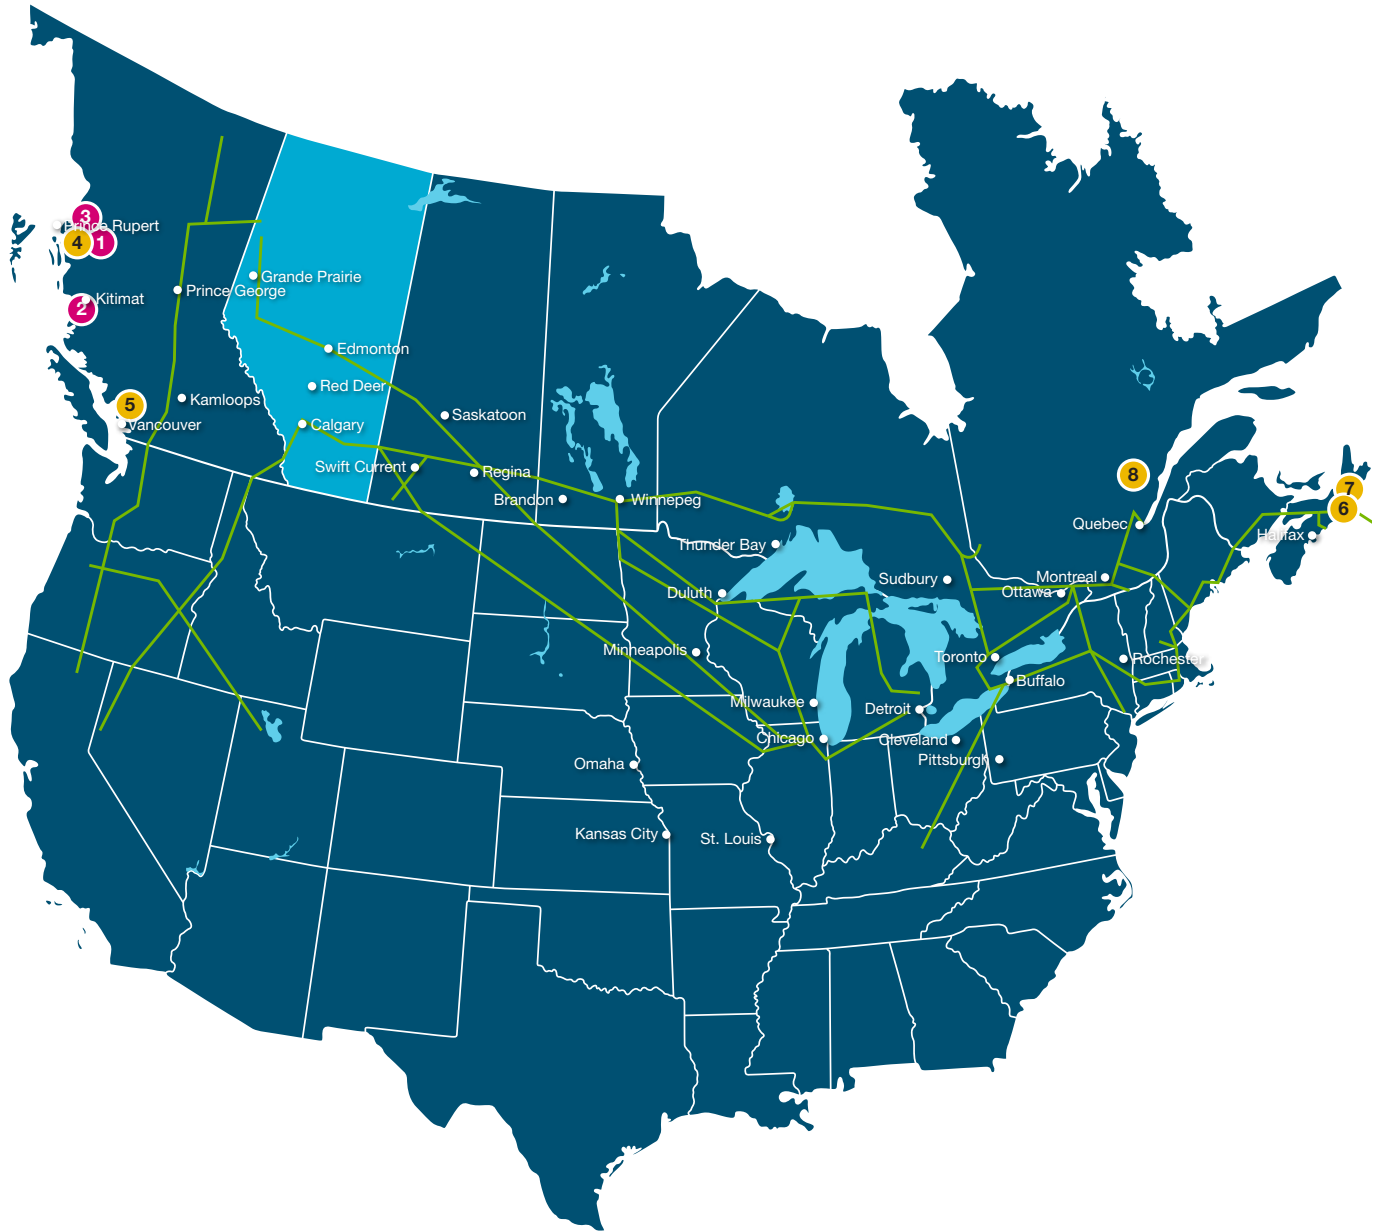 3
Prince Rupert
4
1
Grande Prairie
Prince George
Kitimat
2
Edmonton
Red Deer
5
Kamloops
Vancouver
Calgary
Saskatoon
Swift Current
Regina
Brandon
Winnepeg
8
7
6
Quebec
Halifax
Thunder Bay
Sudbury
Montreal
Ottawa
Duluth
Minneapolis
Toronto
Rochester
Buffalo
Milwaukee
Detroit
Chicago
Cleveland
Pittsburgh
Omaha
Kansas City
St. Louis